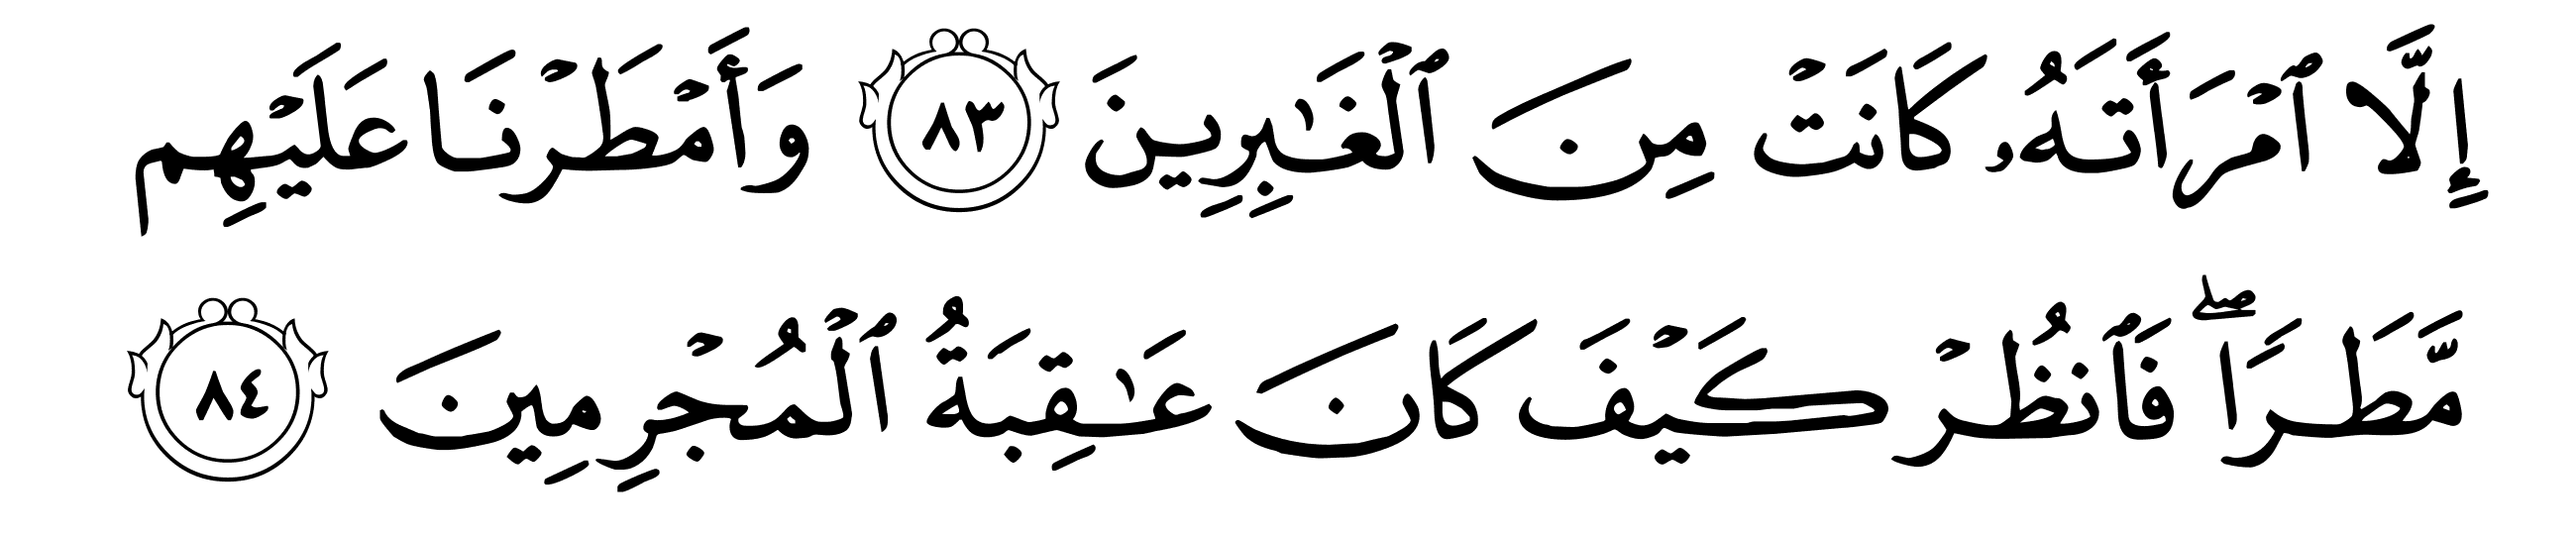 إِلَّا ٱمْرَأَتَهُۥ كَانَتْ مِنَ ٱلْغَـٰبِرِينَ ٨٣ وَأَمْطَرْنَا عَلَيْهِم
مَّطَرًاۖ فَٱنظُرْ كَيْفَ كَانَ عَـٰقِبَةُ ٱلْمُجْرِمِينَ ٨٤